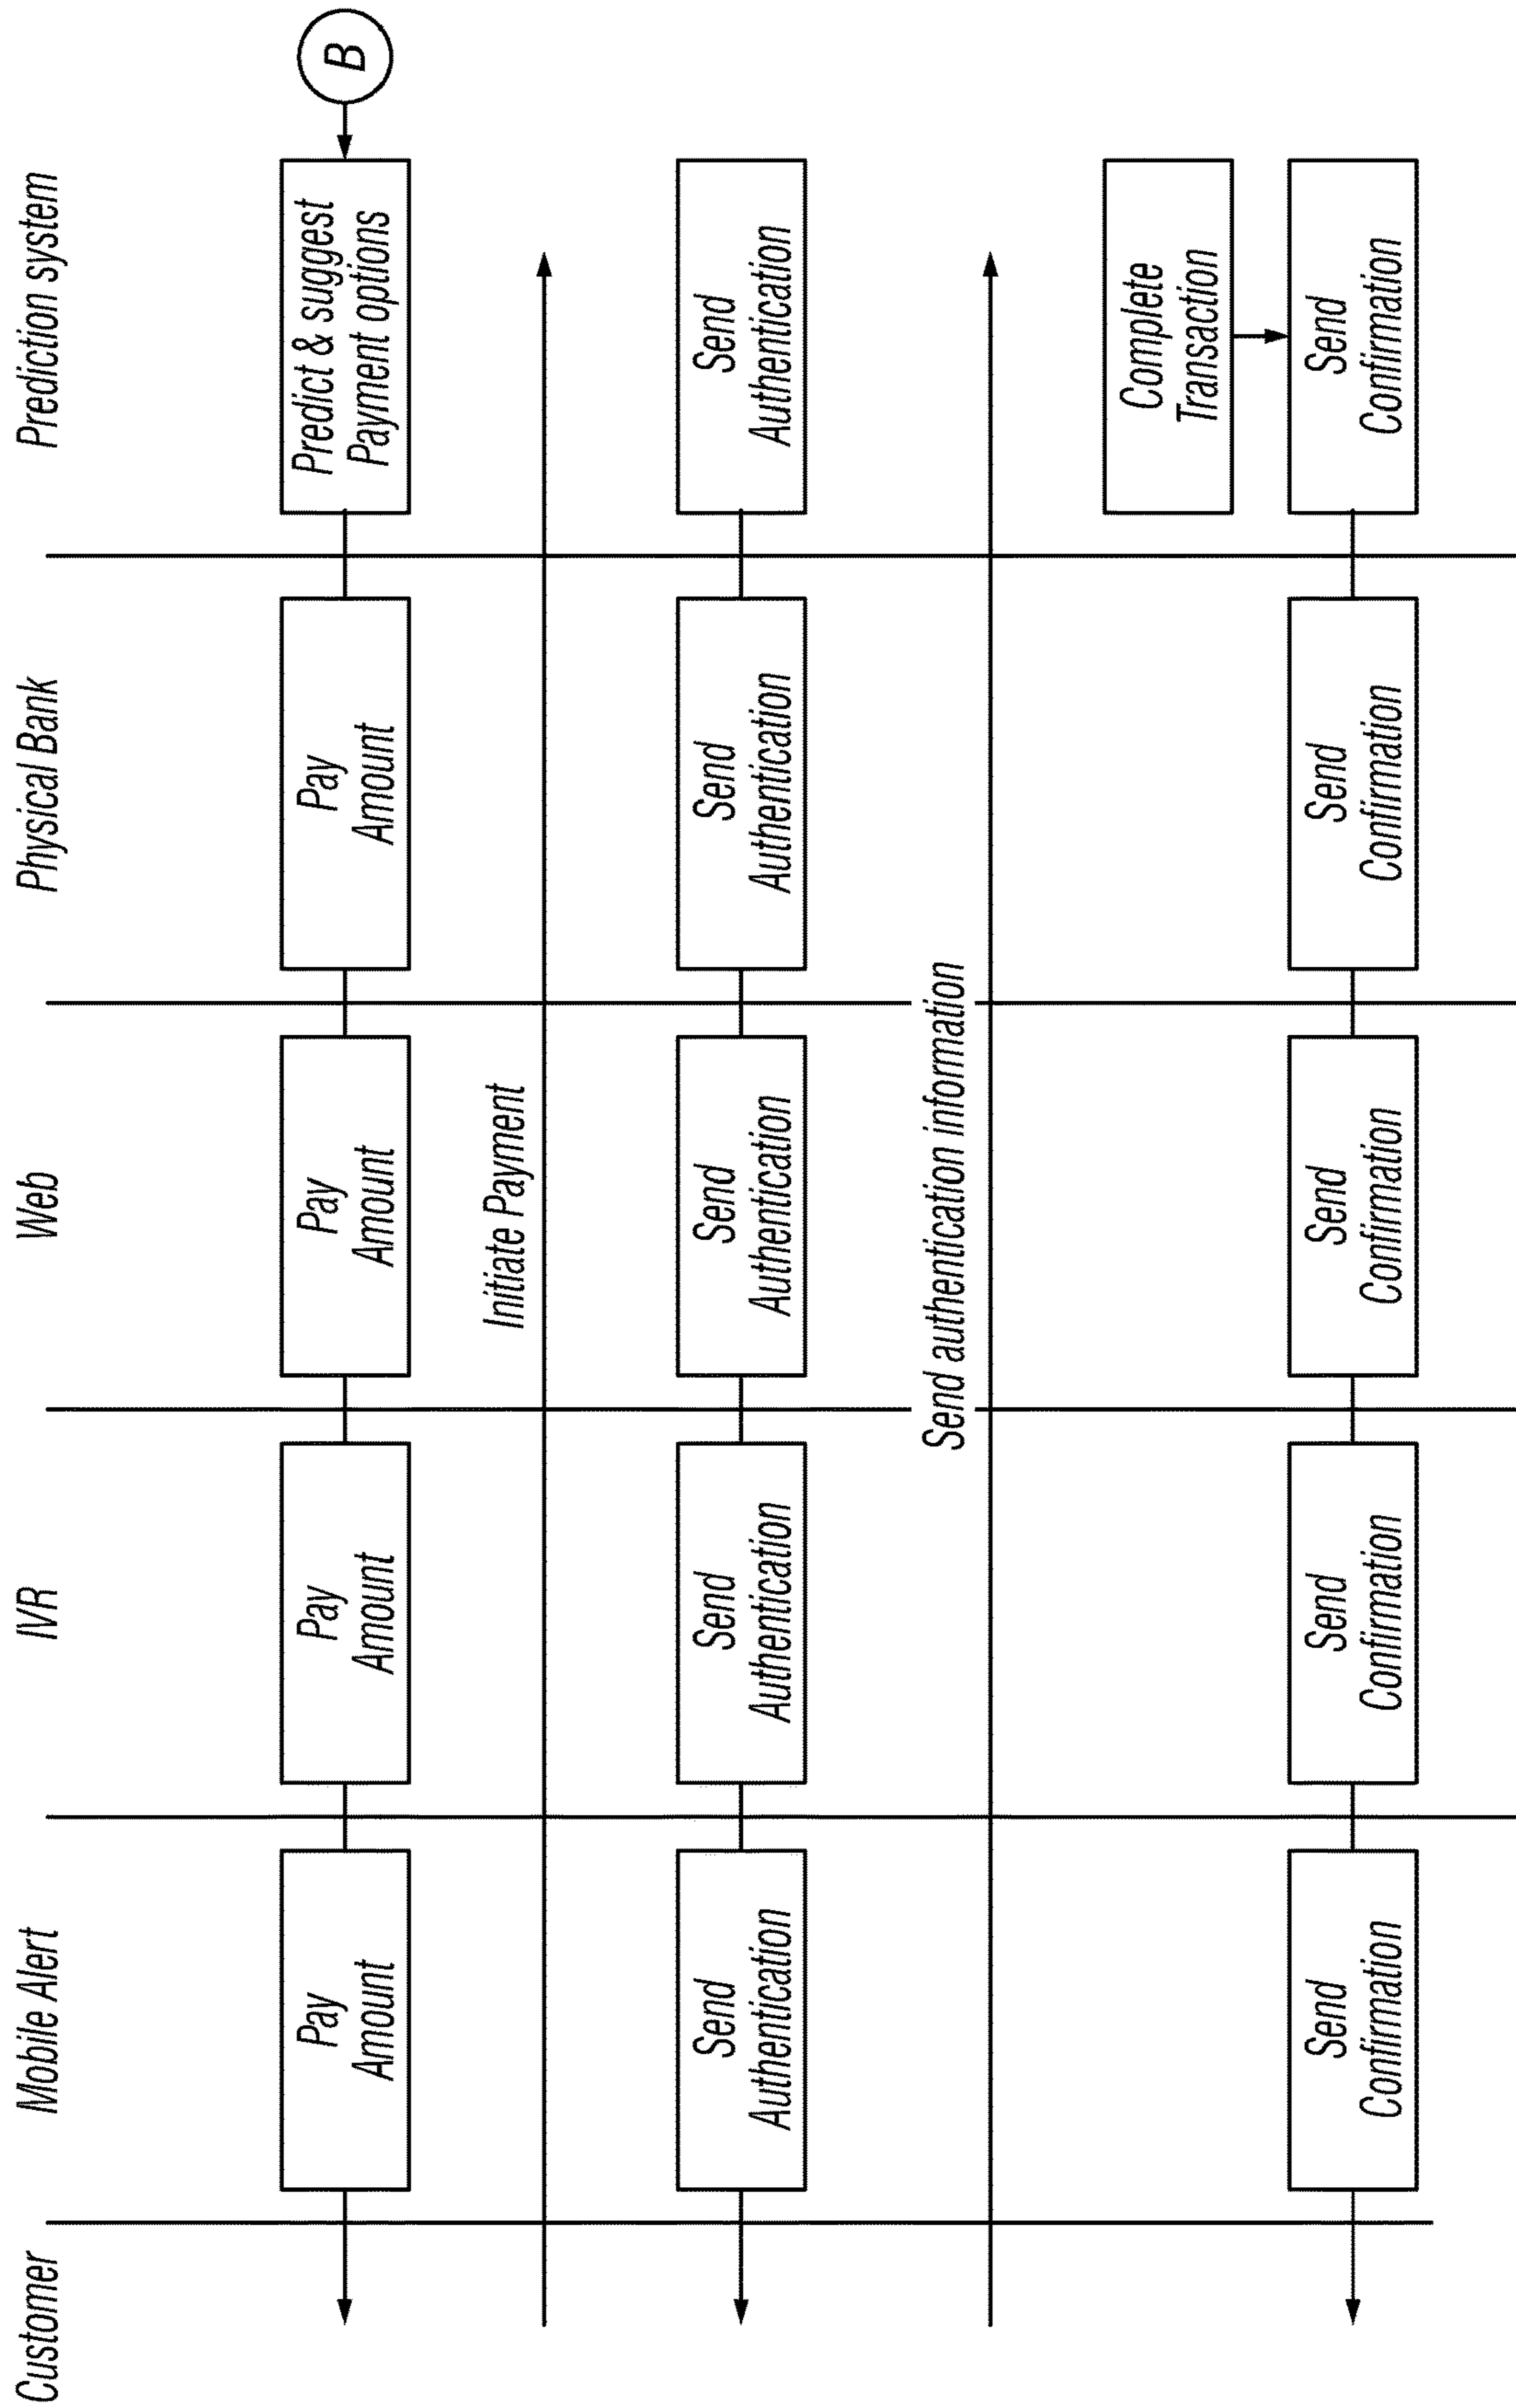 Customer
Mobile Alert
IVR
Web
Physical Bank
Prediction system
Pay
Amount
Pay
Amount
Pay
Amount
Pay
Amount
Predict & suggest
Payment options
B
Initiate Payment
Send
Authentication
Send
Authentication
Send
Authentication
Send
Authentication
Send
Authentication
Send authentication information
Complete
Transaction
Send
Confirmation
Send
Confirmation
Send
Confirmation
Send
Confirmation
Send
Confirmation